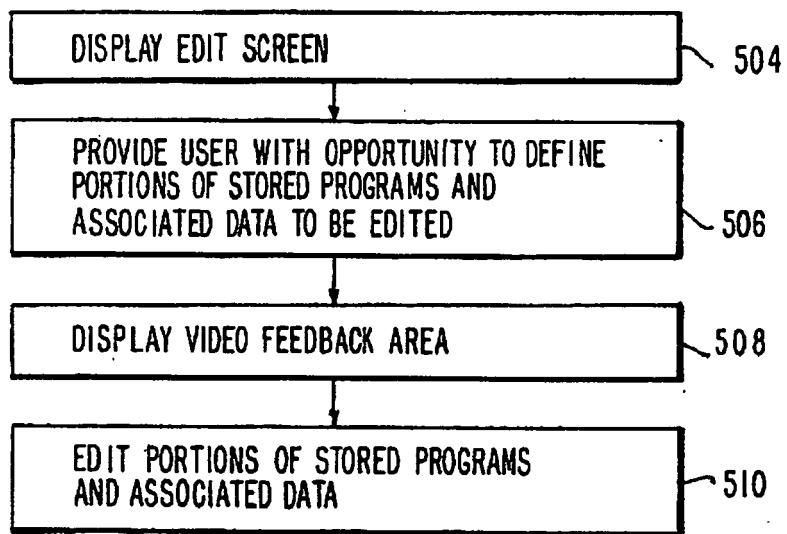 DISPLAY EDIT SCREEN
504
PROVIDE USER WITH OPPORTUNITY TO DEFINE
PORTIONS OF STORED PROGRAMS AND
ASSOCIATED DATA TO BE EDITED
506
DISPLAY VIDEO FEEDBACK AREA
508
EDIT PORTIONS OF STORED PROGRAMS
AND ASSOCIATED DATA
510